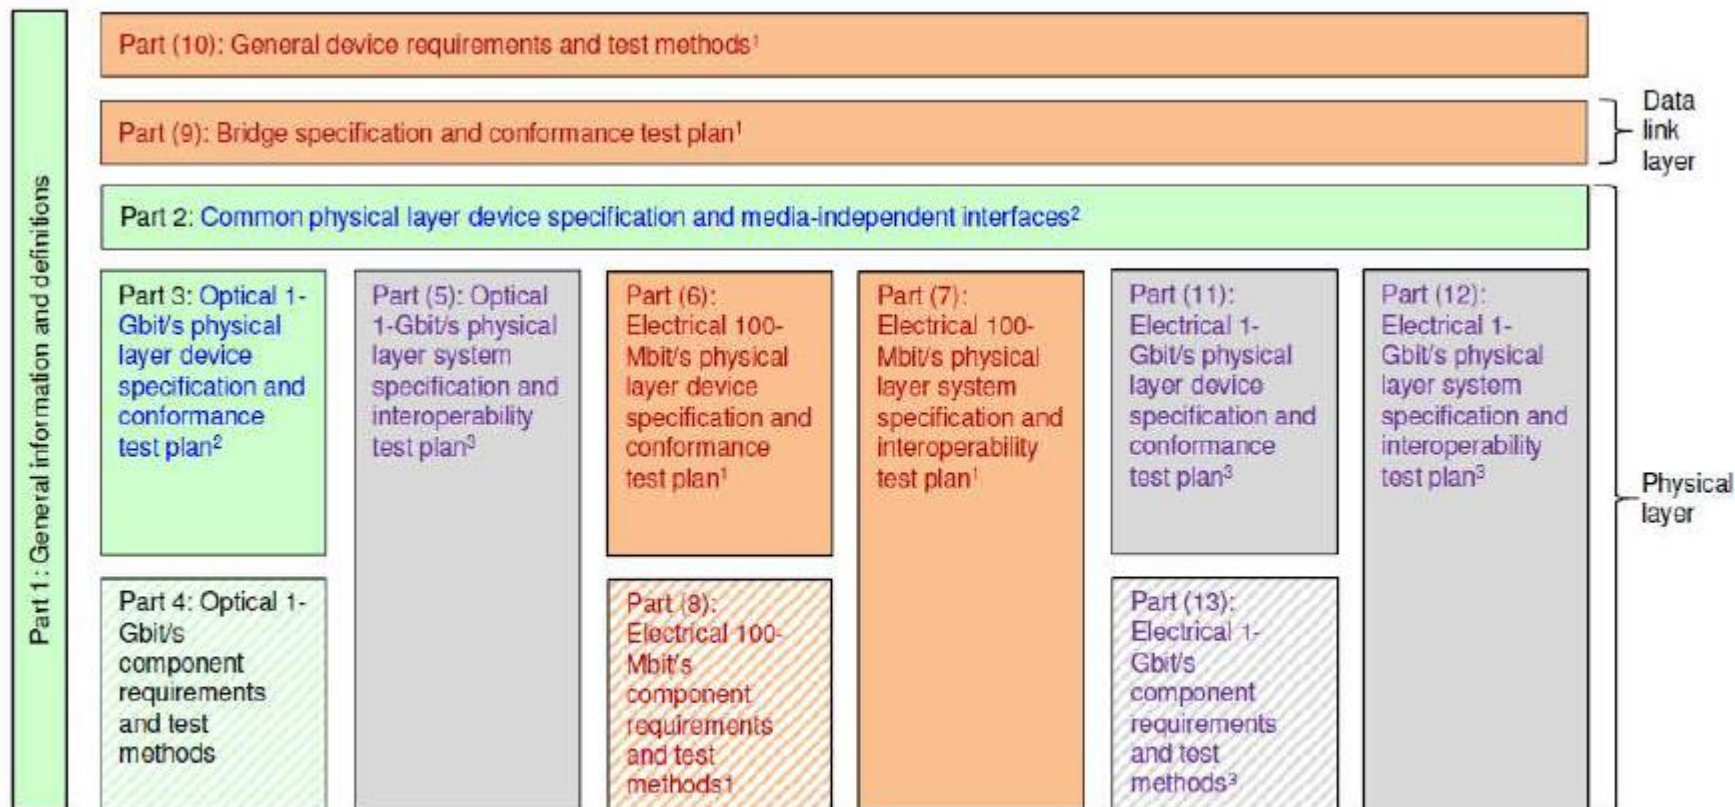 Part 1: General information and definitions
Part (10): General device requirements and test methods¹
Part (9): Bridge specification and conformance test plan¹
Data
link
layer
Part 2: Common physical layer device specification and media-independent interfaces²
Part 3: Optical 1-
Gbit/s physical
layer device
specification and
conformance
test plan²
Part (5): Optical
1-Gbit/s physical
layer system
specification and
interoperability
test plan³
Part (6):
Electrical 100-
Mbit/s physical
layer device
specification and
conformance
test plan¹
Part (7):
Electrical 100-
Mbit/s physical
layer system
specification and
interoperability
test plan¹
Part (11):
Electrical 1-
Gbit/s physical
layer device
specification and
conformance
test plan³
Part (12):
Electrical 1-
Gbit/s physical
layer system
specification and
interoperability
test plan³
Physical
layer
Part 4: Optical 1-
Gbit/s
component
requirements
and test
methods
Part (8):
Electrical 100-
Mbit/s
component
requirements
and test
methods1
Part (13):
Electrical 1-
Gbit/s
component
requirements
and test
methods³